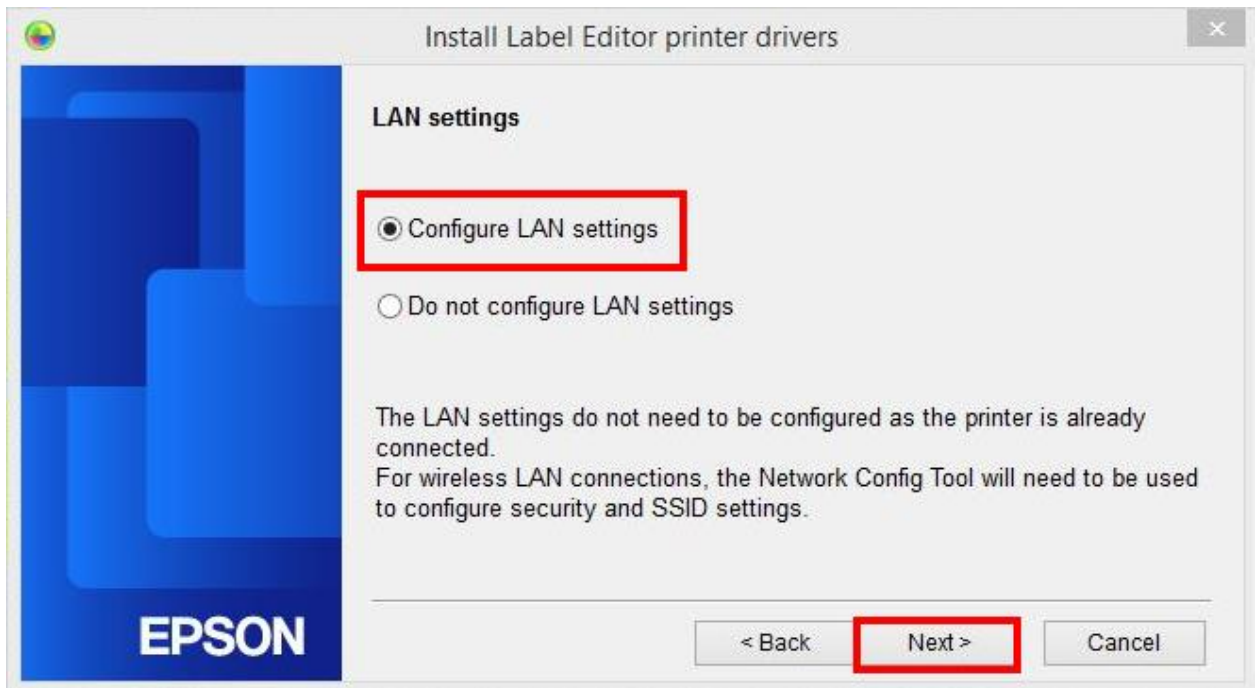 Install Label Editor printer drivers
LAN settings
Configure LAN settings
Do not configure LAN settings
The LAN settings do not need to be configured as the printer is already
connected.
For wireless LAN connections, the Network Config Tool will need to be used
to configure security and SSID settings.
EPSON
< Back Next > Cancel